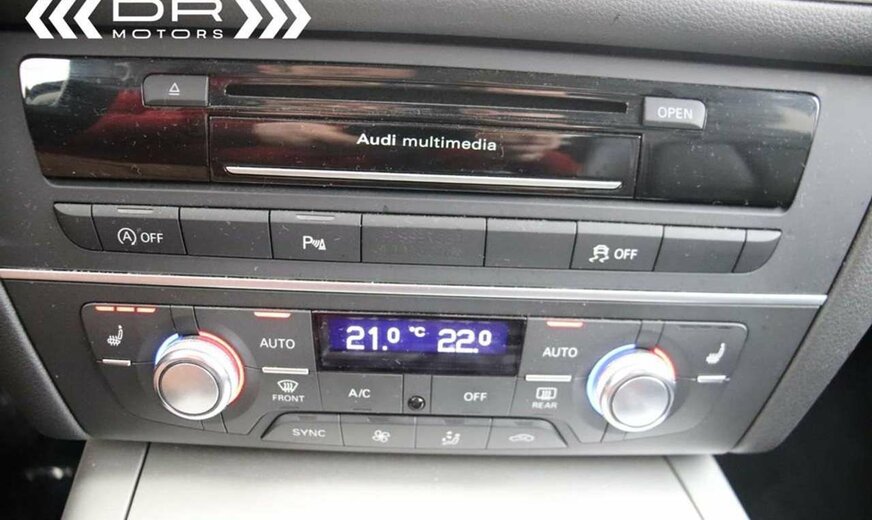 DR
MOTORS
OPEN
Audi multimedia
A OFF
P
OFF
21.0 °C 22.0
AUTO
AUTO
FRONT
A/C
OFF
REAR
SYNC